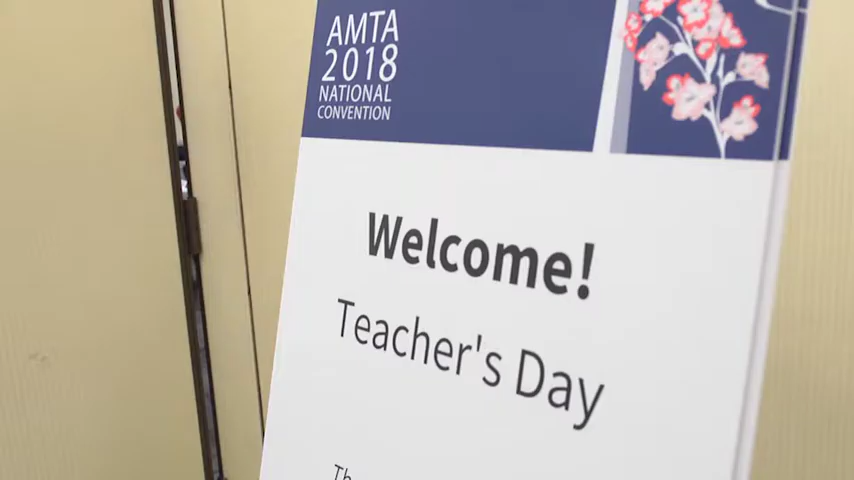 AMTA
2018
NATIONAL
CONVENTION
Welcome!
Teacher's Day